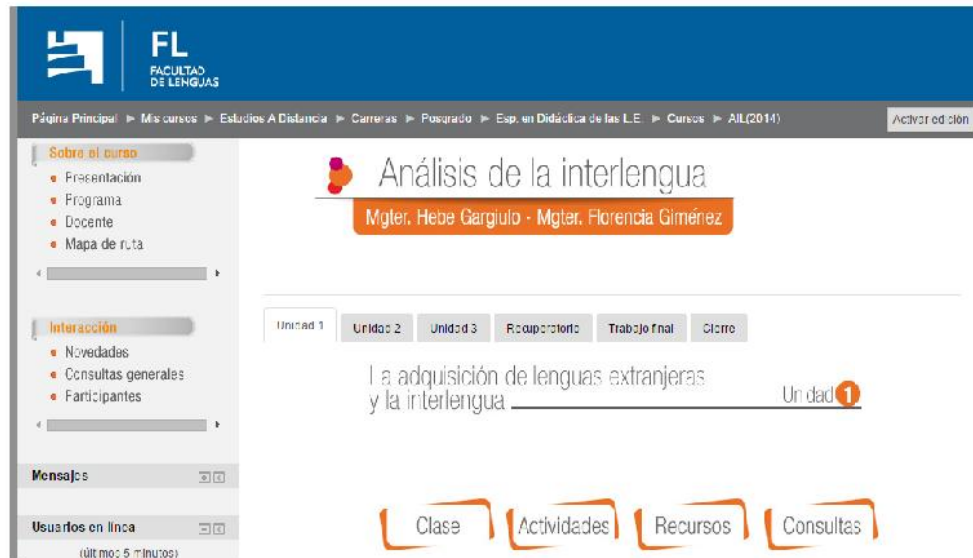 FL
FACULTAD
DE LENGUAS
Página Principal ► Mis cursos ► Estudios A Distancia ► Carreras ► Posgrado ► Esp. en Didáctica de las L.E. ► Cursos ► AIL(2014)
Activar edición
Sobre el curso
Presentación
Programa
Docente
Mapa de ruta
Interacción
Novedades
Consultas generales
Participantes
Mensajes
Usuarios en línea
(últimos 5 minutos)
Análisis de la interlengua
Mgter. Hebe Gargiulo - Mgter. Florencia Giménez
Unidad 1 Unidad 2 Unidad 3 Recuperatorio Trabajo final Cierre
La adquisición de lenguas extranjeras
y la interlengua
Unidad 1
Clase Actividades Recursos Consultas